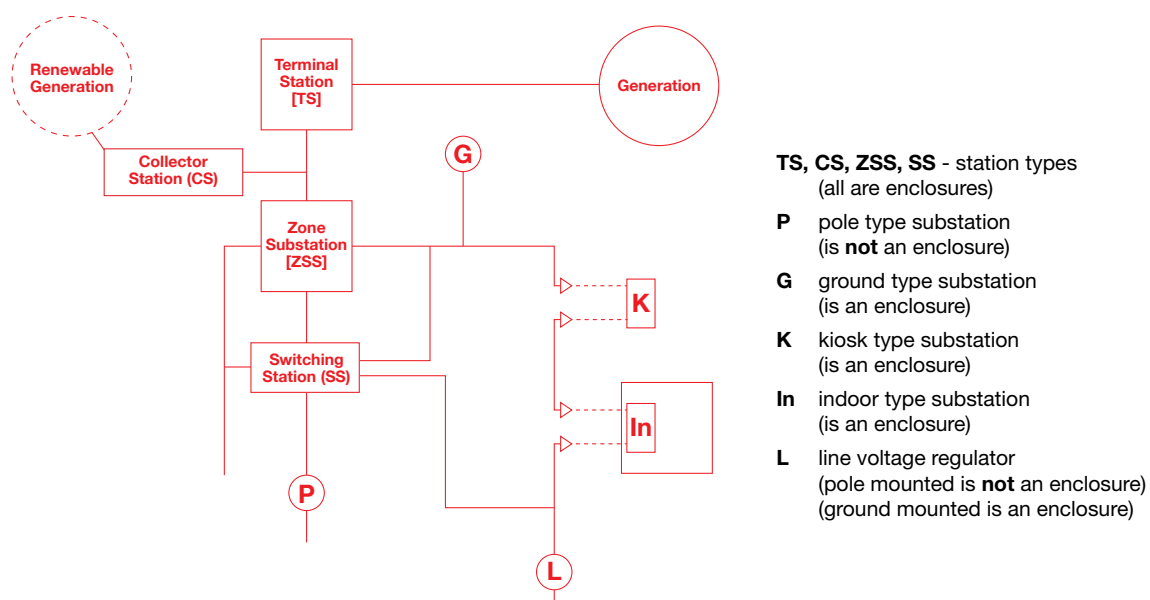 Renewable
Generation
Terminal
Station
[TS]
Generation
Collector
Station (CS)
G
Zone
Substation
[ZSS]
K
Switching
Station (SS)
In
P
L
TS, CS, ZSS, SS - station types
(all are enclosures)
P pole type substation
(is not an enclosure)
G ground type substation
(is an enclosure)
K kiosk type substation
(is an enclosure)
In indoor type substation
(is an enclosure)
L line voltage regulator
(pole mounted is not an enclosure)
(ground mounted is an enclosure)